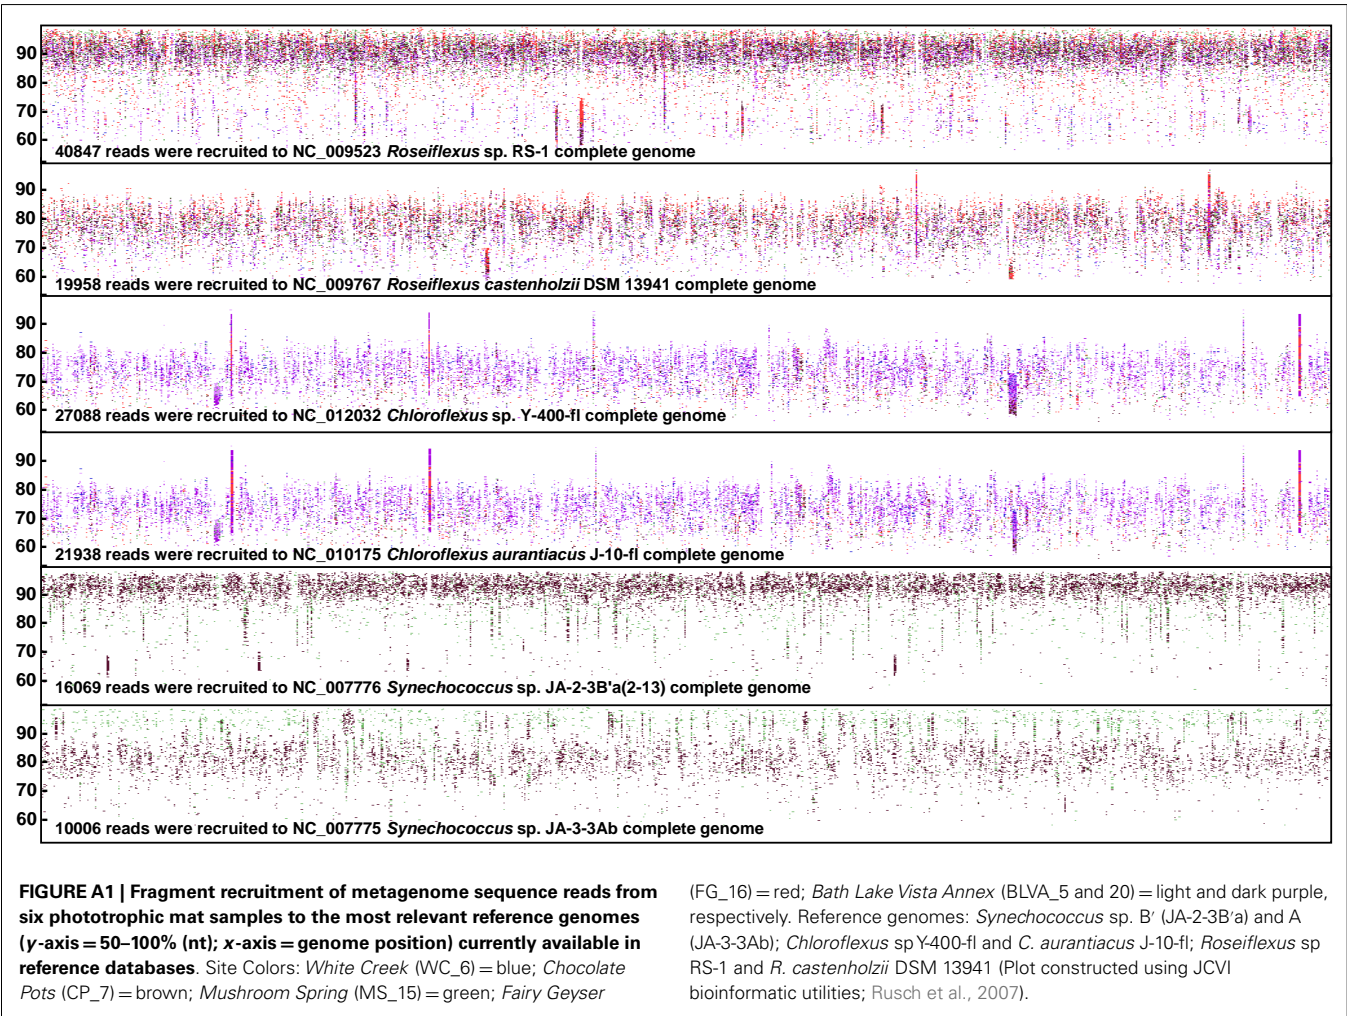 90
80
70
60
40847 reads were recruited to NC_009523 Roseiflexus sp. RS-1 complete genome
90
80
70
60
19958 reads were recruited to NC_009767 Roseiflexus castenholzii DSM 13941 complete genome
90
80
70
60
27088 reads were recruited to NC_012032 Chloroflexus sp. Y-400-fl complete genome
90
80
70
60
21938 reads were recruited to NC_010175 Chloroflexus aurantiacus J-10-fl complete genome
90
80
70
60
16069 reads were recruited to NC_007776 Synechococcus sp. JA-2-3B'a(2-13) complete genome
90
80
70
60
10006 reads were recruited to NC_007775 Synechococcus sp. JA-3-3Ab complete genome
FIGURE A1 | Fragment recruitment of metagenome sequence reads from
six phototrophic mat samples to the most relevant reference genomes
(y-axis = 50–100% (nt); x-axis = genome position) currently available in
reference databases. Site Colors: White Creek (WC_6) = blue; Chocolate
Pots (CP_7) = brown; Mushroom Spring (MS_15) = green; Fairy Geyser
(FG_16) = red; Bath Lake Vista Annex (BLVA_5 and 20) = light and dark purple,
respectively. Reference genomes: Synechococcus sp. B′ (JA-2-3B′a) and A
(JA-3-3Ab); Chloroflexus sp Y-400-fl and C. aurantiacus J-10-fl; Roseiflexus sp
RS-1 and R. castenholzii DSM 13941 (Plot constructed using JCVI
bioinformatic utilities; Rusch et al., 2007).